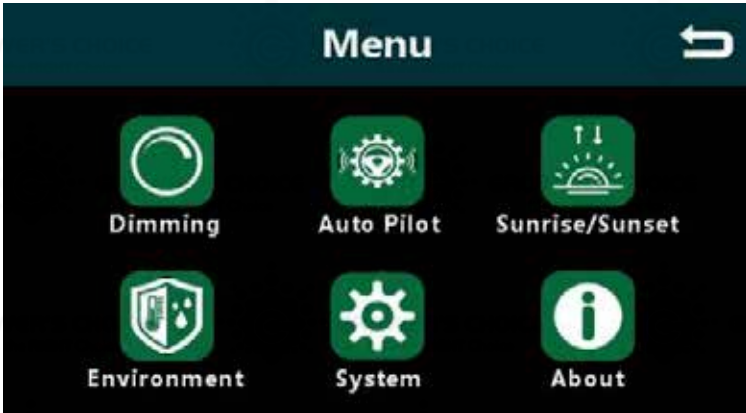 Menu
Dimming
Auto Pilot
Sunrise/Sunset
Environment
System
About